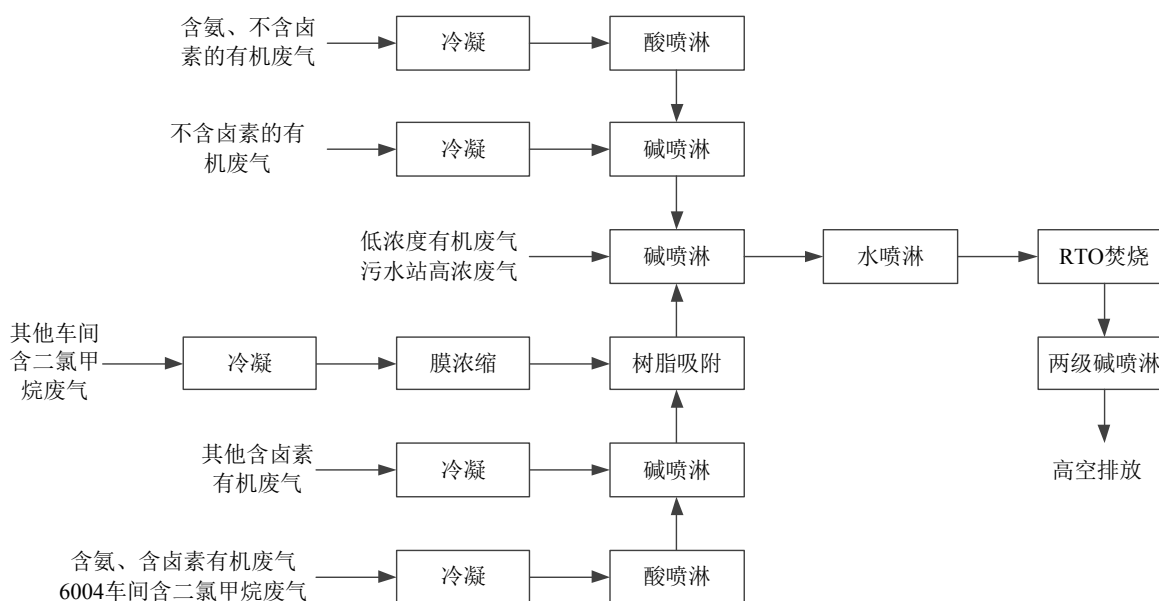 含氨、不含卤
素的有机废气
冷凝
酸喷淋
不含卤素的有
机废气
冷凝
碱喷淋
低浓度有机废气
污水站高浓废气
碱喷淋
水喷淋
RTO焚烧
其他车间
含二氯甲
烷废气
冷凝
膜浓缩
树脂吸附
两级碱喷淋
其他含卤素
有机废气
冷凝
碱喷淋
高空排放
含氨、含卤素有机废气
6004车间含二氯甲烷废气
冷凝
酸喷淋